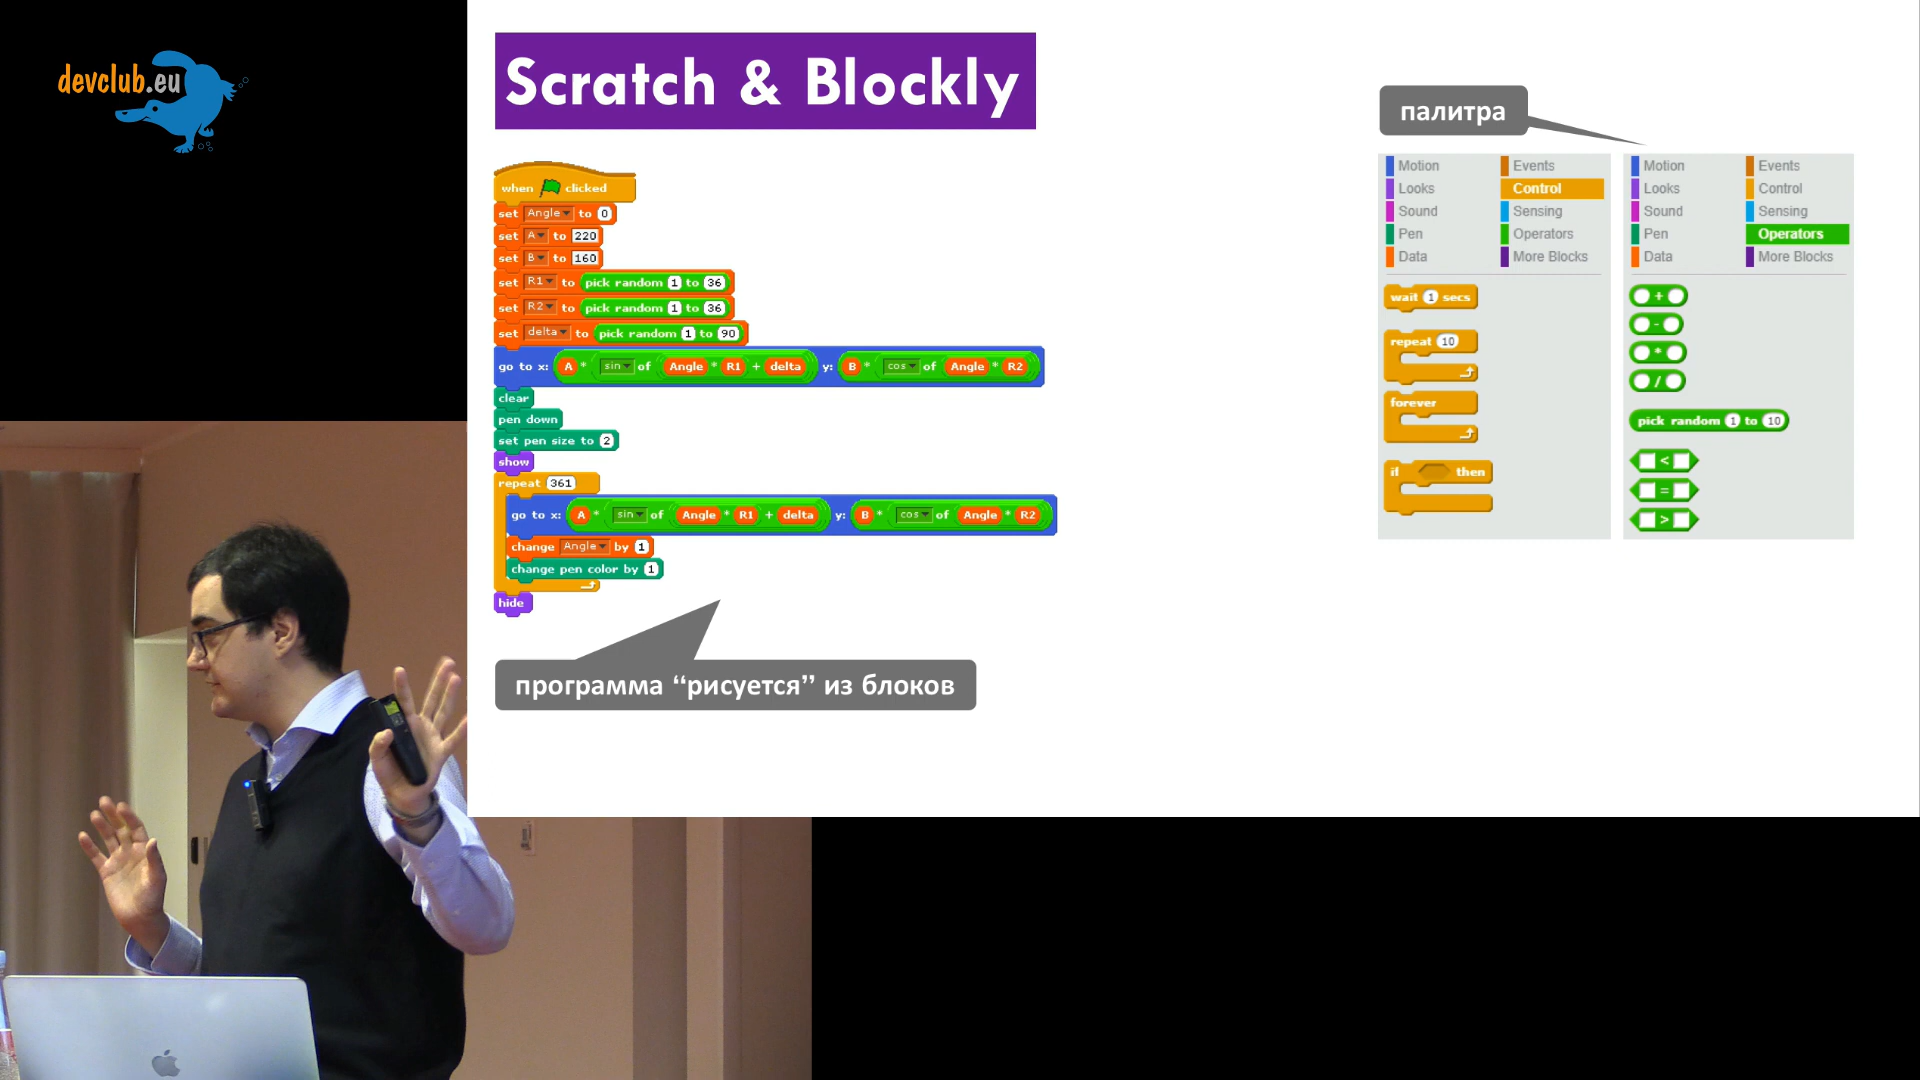 devclub.eu
Scratch & Blockly
when clicked
set Angle to 0
set A to 220
set B to 160
set R1 to pick random 1 to 36
set R2 to pick random 1 to 36
set delta to pick random 1 to 90
go to x: A * sin of Angle * R1 + delta y: B * cos of Angle * R2
clear
pen down
set pen size to 2
show
repeat 361
go to x: A * sin of Angle * R1 + delta y: B * cos of Angle * R2
change Angle by 1
change pen color by 1
hide
программа “рисуется” из блоков
палитра
Motion Events
Looks Control
Sound Sensing
Pen Operators
Data More Blocks
wait 1 secs
repeat 10
forever
if then
Motion Events
Looks Control
Sound Sensing
Pen Operators
Data More Blocks
+
-
*
/
pick random 1 to 10
<
=
>